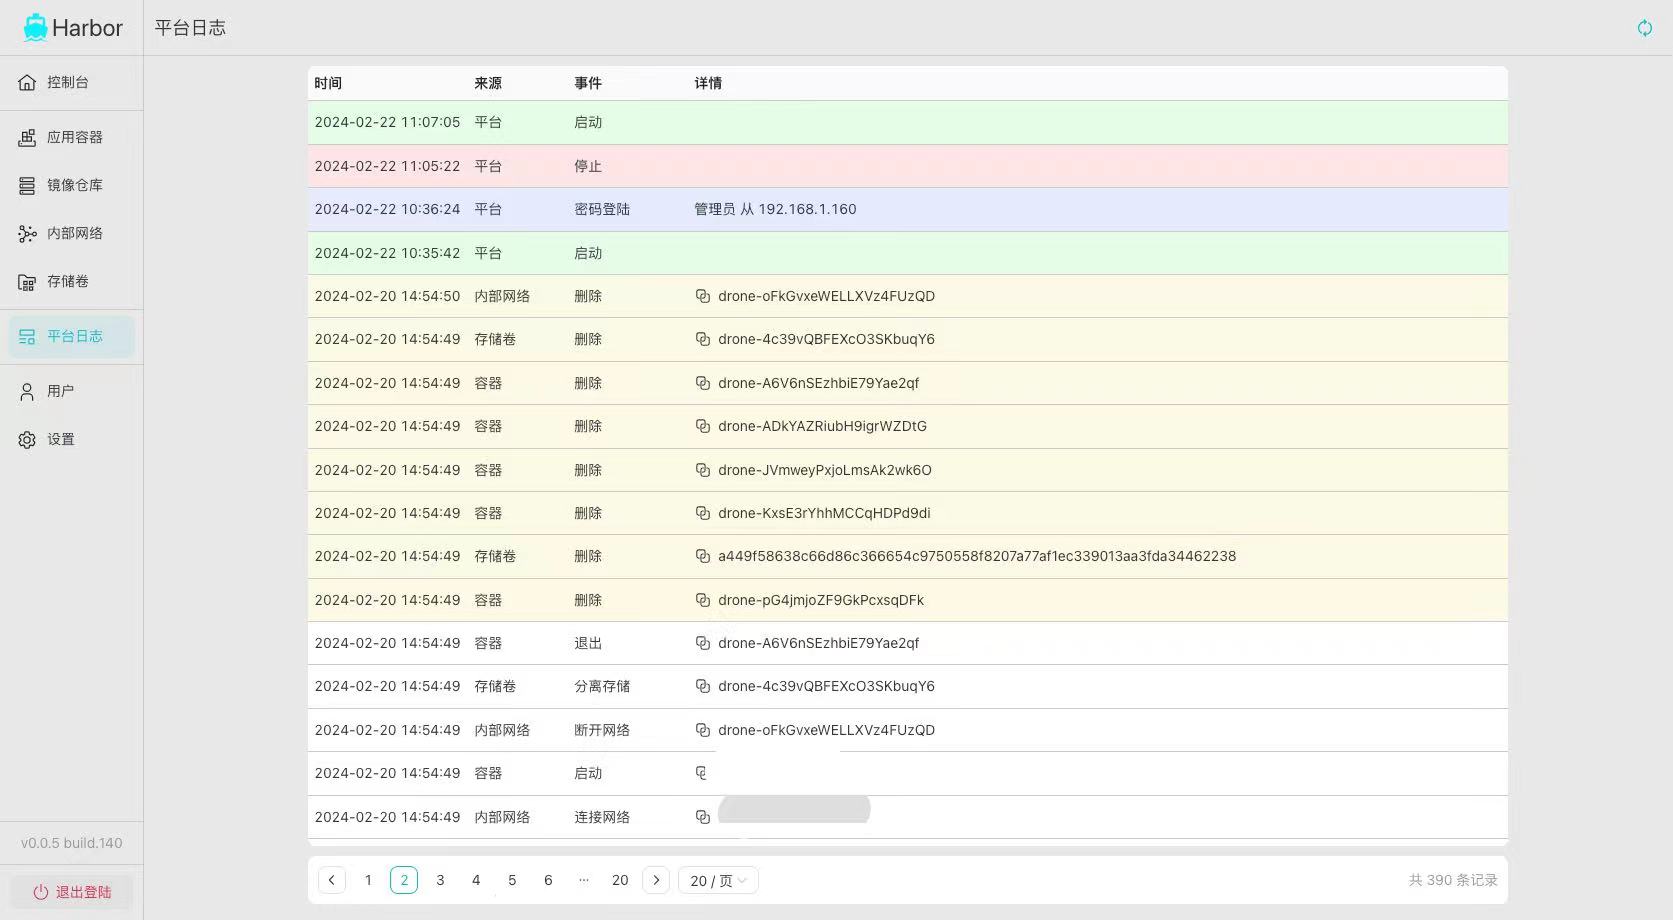 Harbor
平台日志
控制台
应用容器
镜像仓库
内部网络
存储卷
平台日志
用户
设置
v0.0.5 build.140
退出登陆
时间 来源 事件 详情
2024-02-22 11:07:05 平台 启动
2024-02-22 11:05:22 平台 停止
2024-02-22 10:36:24 平台 密码登陆 管理员 从 192.168.1.160
2024-02-22 10:35:42 平台 启动
2024-02-20 14:54:50 内部网络 删除 drone-oFkGvxeWELLXVz4FUzQD
2024-02-20 14:54:49 存储卷 删除 drone-4c39vQBFEXcO3SKbuqY6
2024-02-20 14:54:49 容器 删除 drone-A6V6nSEzhbiE79Yae2qf
2024-02-20 14:54:49 容器 删除 drone-ADkYAZRiubH9igrWZDtG
2024-02-20 14:54:49 容器 删除 drone-JVmweyPxjoLmsAk2wk6O
2024-02-20 14:54:49 容器 删除 drone-KxsE3rYhhMCCqHDPd9di
2024-02-20 14:54:49 存储卷 删除 a449f58638c66d86c366654c9750558f8207a77af1ec339013aa3fda34462238
2024-02-20 14:54:49 容器 删除 drone-pG4jmjoZF9GkPcxsqDFk
2024-02-20 14:54:49 容器 退出 drone-A6V6nSEzhbiE79Yae2qf
2024-02-20 14:54:49 存储卷 分离存储 drone-4c39vQBFEXcO3SKbuqY6
2024-02-20 14:54:49 内部网络 断开网络 drone-oFkGvxeWELLXVz4FUzQD
2024-02-20 14:54:49 容器 启动
2024-02-20 14:54:49 内部网络 连接网络
1 2 3 4 5 6 ··· 20 20 / 页 共 390 条记录